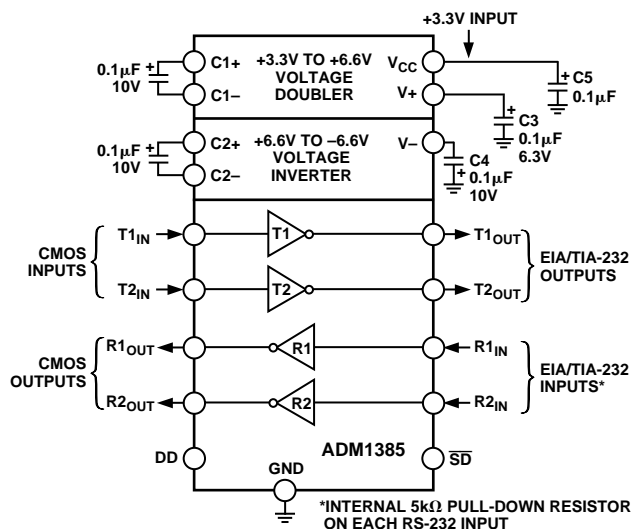 +3.3V INPUT
0.1µF
10V
+
C1+
C1–
+3.3V TO +6.6V
VOLTAGE
DOUBLER
VCC
V+
+
C5
0.1µF
+
C3
0.1µF
6.3V
0.1µF
10V
+
C2+
C2–
+6.6V TO –6.6V
VOLTAGE
INVERTER
V–
+
C4
0.1µF
10V
CMOS
INPUTS
T1IN
T1
T1OUT
T2IN
T2
T2OUT
EIA/TIA-232
OUTPUTS
CMOS
OUTPUTS
R1OUT
R1
R1IN
R2OUT
R2
R2IN
EIA/TIA-232
INPUTS*
DD
GND
ADM1385
SD
*INTERNAL 5kΩ PULL-DOWN RESISTOR
ON EACH RS-232 INPUT